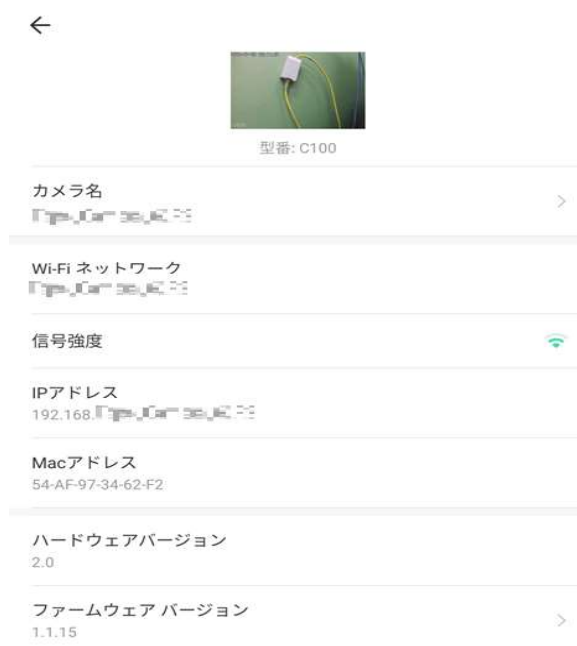 型番: C100
カメラ名
Wi-Fi ネットワーク
信号強度
IPアドレス
192.168.
Macアドレス
54-AF-97-34-62-F2
ハードウェアバージョン
2.0
ファームウェア バージョン
1.1.15